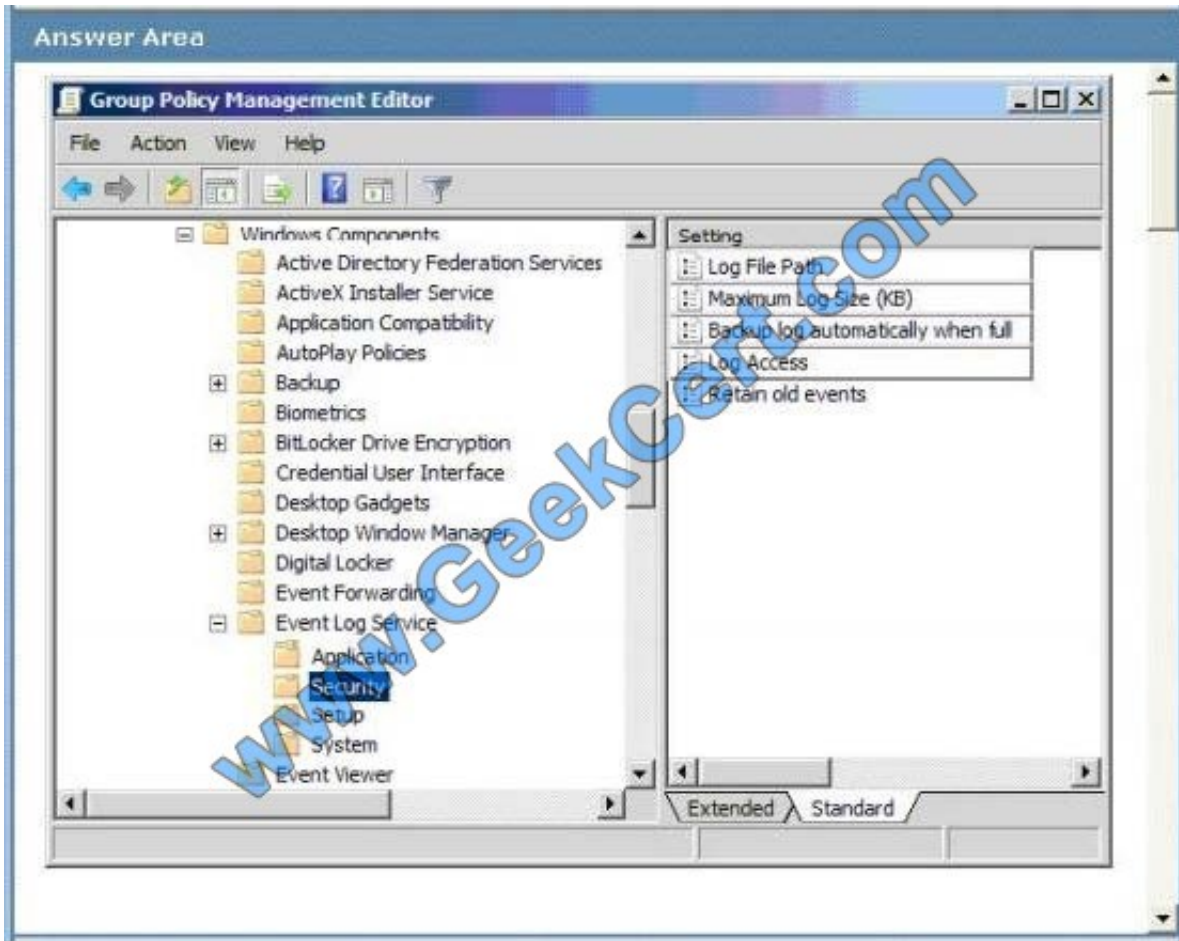 Answer Area
Group Policy Management Editor
File Action View Help
Windows Components
Active Directory Federation Services
ActiveX Installer Service
Application Compatibility
AutoPlay Policies
Backup
Biometrics
BitLocker Drive Encryption
Credential User Interface
Desktop Gadgets
Desktop Window Manager
Digital Locker
Event Forwarding
Event Log Service
Application
Security
Setup
System
Event Viewer
Setting
Log File Path
Maximum Log Size (KB)
Backup log automatically when full
Log Access
Retain old events
Extended Standard
www.GeekCert.com